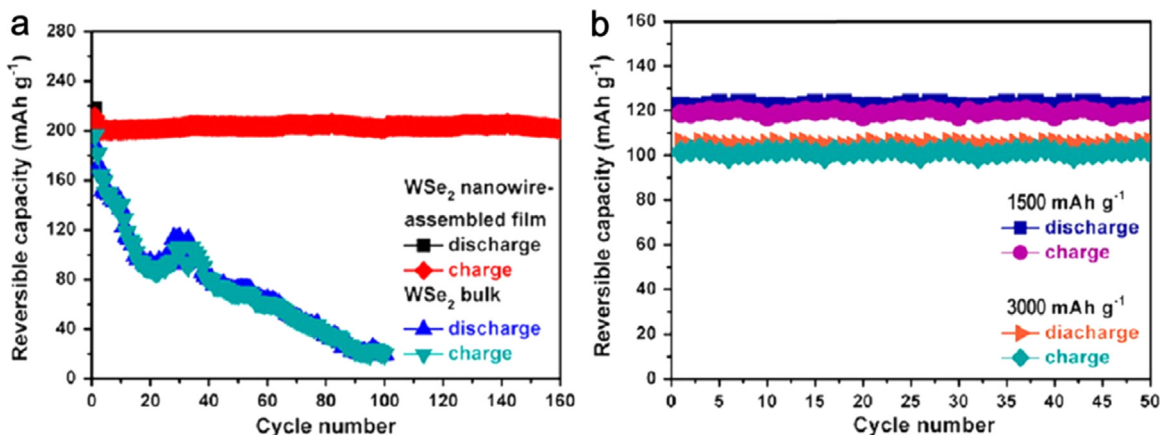 a
Reversible capacity (mAh g⁻¹)
280
240
200
160
120
80
40
0
0 20 40 60 80 100 120 140 160
Cycle number
WSe₂ nanowire-
assembled film
discharge
charge
WSe₂ bulk
discharge
charge
b
Reversible capacity (mAh g⁻¹)
160
140
120
100
80
60
40
20
0
0 5 10 15 20 25 30 35 40 45 50
Cycle number
1500 mAh g⁻¹
discharge
charge
3000 mAh g⁻¹
diacharge
charge